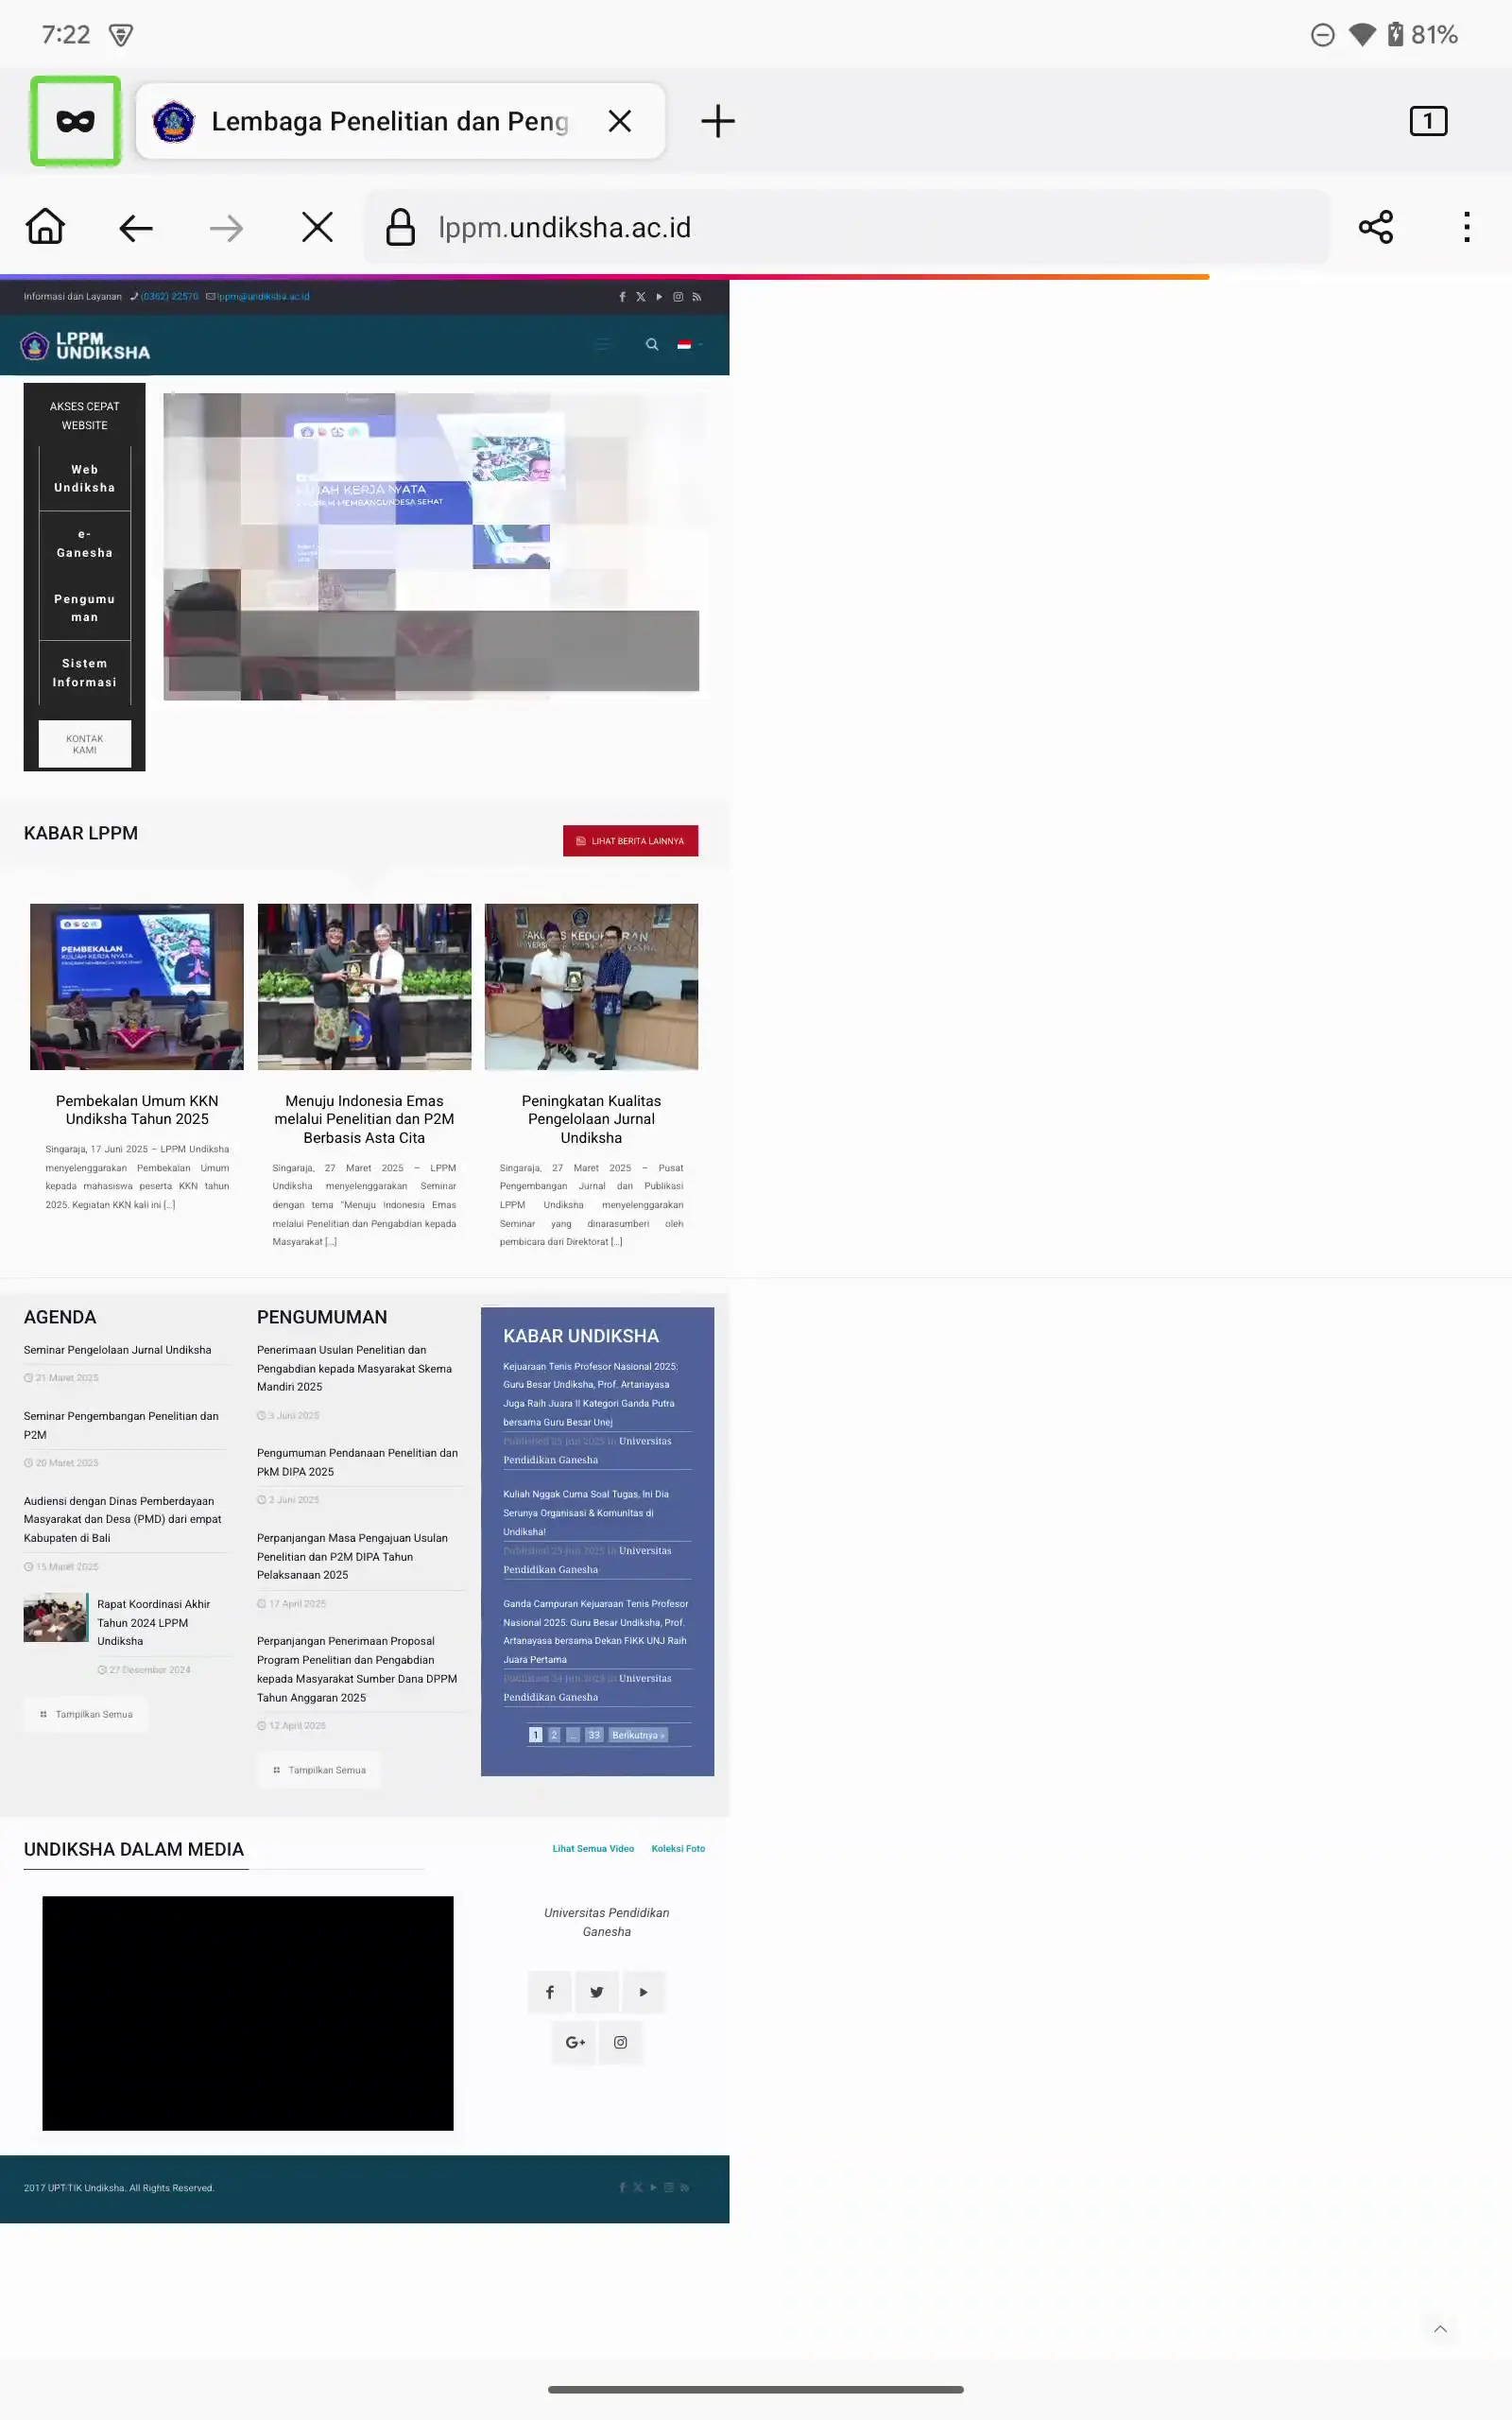 7:22
81%
Lembaga Penelitian dan Peng
1
lppm.undiksha.ac.id
Informasi dan Layanan (0362) 22570 lppm@undiksha.ac.id
LPPM
UNDIKSHA
AKSES CEPAT
WEBSITE
Web
Undiksha
e-
Ganesha
Pengumu
man
Sistem
Informasi
KONTAK
KAMI
KERJA NYATA
KABAR LPPM
LIHAT BERITA LAINNYA
PEMBEKALAN
KULIAH KERJA NYATA
Pembekalan Umum KKN
Undiksha Tahun 2025
Singaraja, 17 Juni 2025 – LPPM Undiksha
menyelenggarakan Pembekalan Umum
kepada mahasiswa peserta KKN tahun
2025. Kegiatan KKN kali ini [...]
Menuju Indonesia Emas
melalui Penelitian dan P2M
Berbasis Asta Cita
Singaraja, 27 Maret 2025 – LPPM
Undiksha menyelenggarakan Seminar
dengan tema "Menuju Indonesia Emas
melalui Penelitian dan Pengabdian kepada
Masyarakat [...]
Peningkatan Kualitas
Pengelolaan Jurnal
Undiksha
Singaraja, 27 Maret 2025 – Pusat
Pengembangan Jurnal dan Publikasi
LPPM Undiksha menyelenggarakan
Seminar yang dinarasumberi oleh
pembicara dari Direktorat [...]
AGENDA
Seminar Pengelolaan Jurnal Undiksha
21 Maret 2025
Seminar Pengembangan Penelitian dan
P2M
20 Maret 2025
Audiensi dengan Dinas Pemberdayaan
Masyarakat dan Desa (PMD) dari empat
Kabupaten di Bali
15 Maret 2025
Rapat Koordinasi Akhir
Tahun 2024 LPPM
Undiksha
27 Desember 2024
Tampilkan Semua
PENGUMUMAN
Penerimaan Usulan Penelitian dan
Pengabdian kepada Masyarakat Skema
Mandiri 2025
3 Juni 2025
Pengumuman Pendanaan Penelitian dan
PkM DIPA 2025
2 Juni 2025
Perpanjangan Masa Pengajuan Usulan
Penelitian dan P2M DIPA Tahun
Pelaksanaan 2025
17 April 2025
Perpanjangan Penerimaan Proposal
Program Penelitian dan Pengabdian
kepada Masyarakat Sumber Dana DPPM
Tahun Anggaran 2025
12 April 2025
Tampilkan Semua
KABAR UNDIKSHA
Kejuaraan Tenis Profesor Nasional 2025:
Guru Besar Undiksha, Prof. Artanayasa
Juga Raih Juara II Kategori Ganda Putra
bersama Guru Besar Unej
Published 25 Jun 2025 in Universitas
Pendidikan Ganesha
Kuliah Nggak Cuma Soal Tugas, Ini Dia
Serunya Organisasi & Komunitas di
Undiksha!
Published 25 Jun 2025 in Universitas
Pendidikan Ganesha
Ganda Campuran Kejuaraan Tenis Profesor
Nasional 2025: Guru Besar Undiksha, Prof.
Artanayasa bersama Dekan FIKK UNJ Raih
Juara Pertama
Published 24 Jun 2025 in Universitas
Pendidikan Ganesha
1 2 … 33 Berikutnya »
UNDIKSHA DALAM MEDIA
Lihat Semua Video Koleksi Foto
Universitas Pendidikan
Ganesha
2017 UPT-TIK Undiksha. All Rights Reserved.